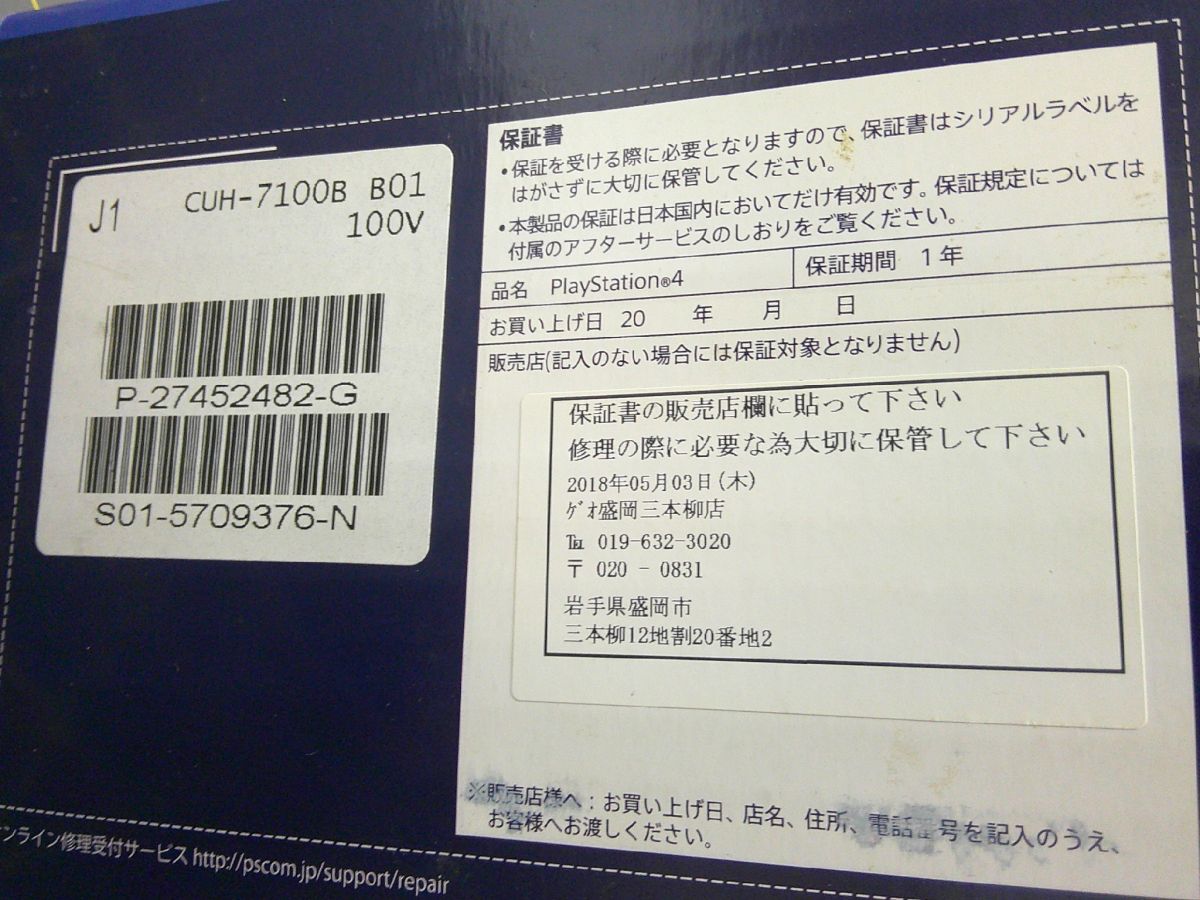 J1 CUH-7100B B01
100V
P-27452482-G
S01-5709376-N
保証書
•保証を受ける際に必要となりますので、保証書はシリアルラベルを
はがさずに大切に保管してください。
•本製品の保証は日本国内においてだけ有効です。保証規定については
付属のアフターサービスのしおりをご覧ください。
品名 PlayStation®4 保証期間 1年
お買い上げ日 20 年 月 日
販売店(記入のない場合には保証対象となりません)
保証書の販売店欄に貼って下さい
修理の際に必要な為大切に保管して下さい
2018年05月03日(木)
ゲオ盛岡三本柳店
℡ 019-632-3020
〒 020 - 0831
岩手県盛岡市
三本柳12地割20番地2
※販売店様へ：お買い上げ日、店名、住所、電話番号を記入のうえ、
お客様へお渡しください。
ンライン修理受付サービス http://pscom.jp/support/repair